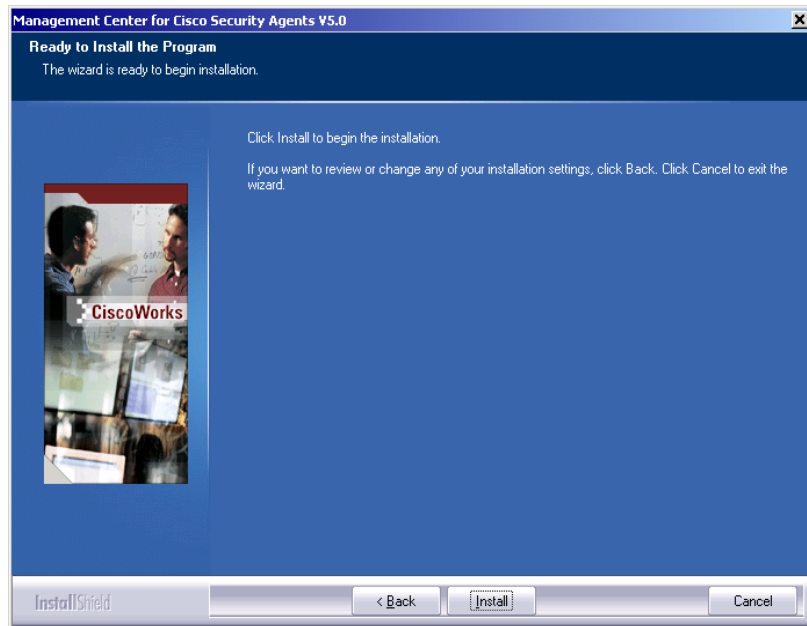 Management Center for Cisco Security Agents V5.0
Ready to Install the Program
The wizard is ready to begin installation.
Click Install to begin the installation.
If you want to review or change any of your installation settings, click Back. Click Cancel to exit the
wizard.
CiscoWorks
InstallShield
< Back
Install
Cancel